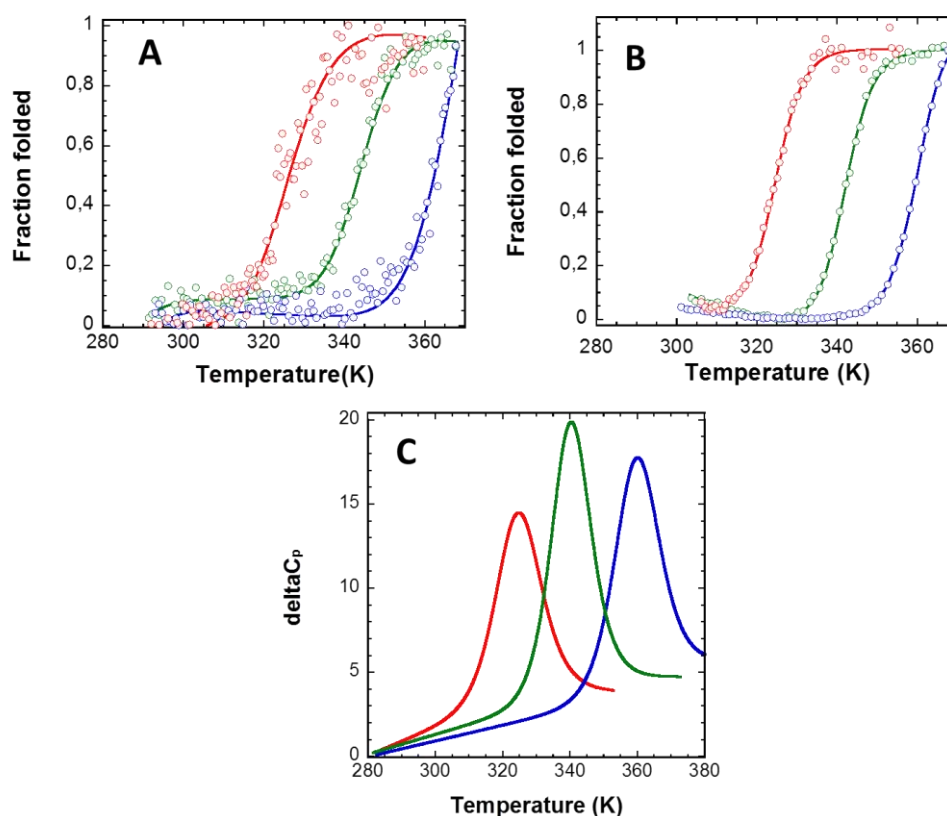 A
B
Fraction folded
Fraction folded
1
0,8
0,6
0,4
0,2
0
1
0,8
0,6
0,4
0,2
0
280 300 320 340 360
280 300 320 340 360
Temperature(K)
Temperature (K)
C
deltaCp
20
15
10
5
0
280 300 320 340 360 380
Temperature (K)